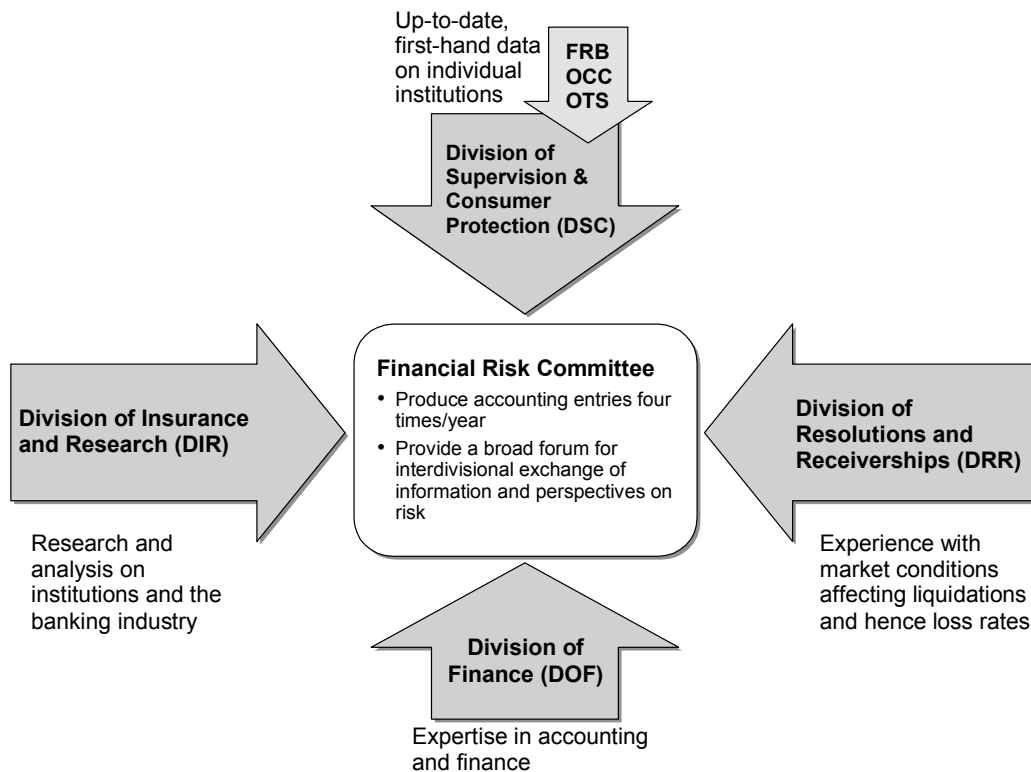 Up-to-date,
first-hand data
on individual
institutions
FRB
OCC
OTS
Division of
Supervision &
Consumer
Protection (DSC)
Division of Insurance
and Research (DIR)
Research and
analysis on
institutions and the
banking industry
Financial Risk Committee
• Produce accounting entries four
times/year
• Provide a broad forum for
interdivisional exchange of
information and perspectives on
risk
Division of
Resolutions and
Receiverships (DRR)
Experience with
market conditions
affecting liquidations
and hence loss rates
Division of
Finance (DOF)
Expertise in accounting
and finance